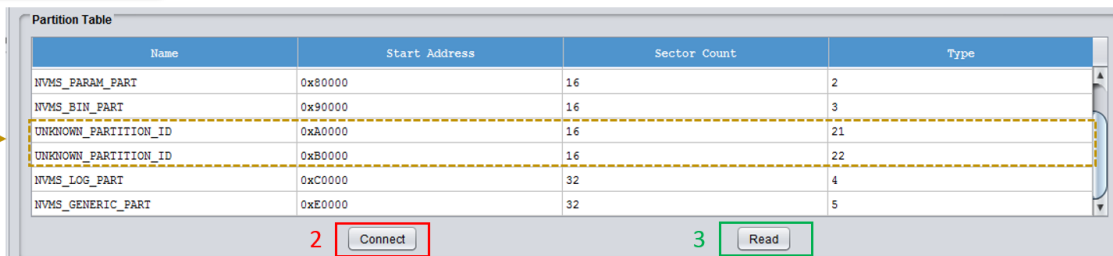 Partition Table
Name Start Address Sector Count Type
NVMS_PARAM_PART 0x80000 16 2
NVMS_BIN_PART 0x90000 16 3
UNKNOWN_PARTITION_ID 0xA0000 16 21
UNKNOWN_PARTITION_ID 0xB0000 16 22
NVMS_LOG_PART 0xC0000 32 4
NVMS_GENERIC_PART 0xE0000 32 5
2 Connect 3 Read